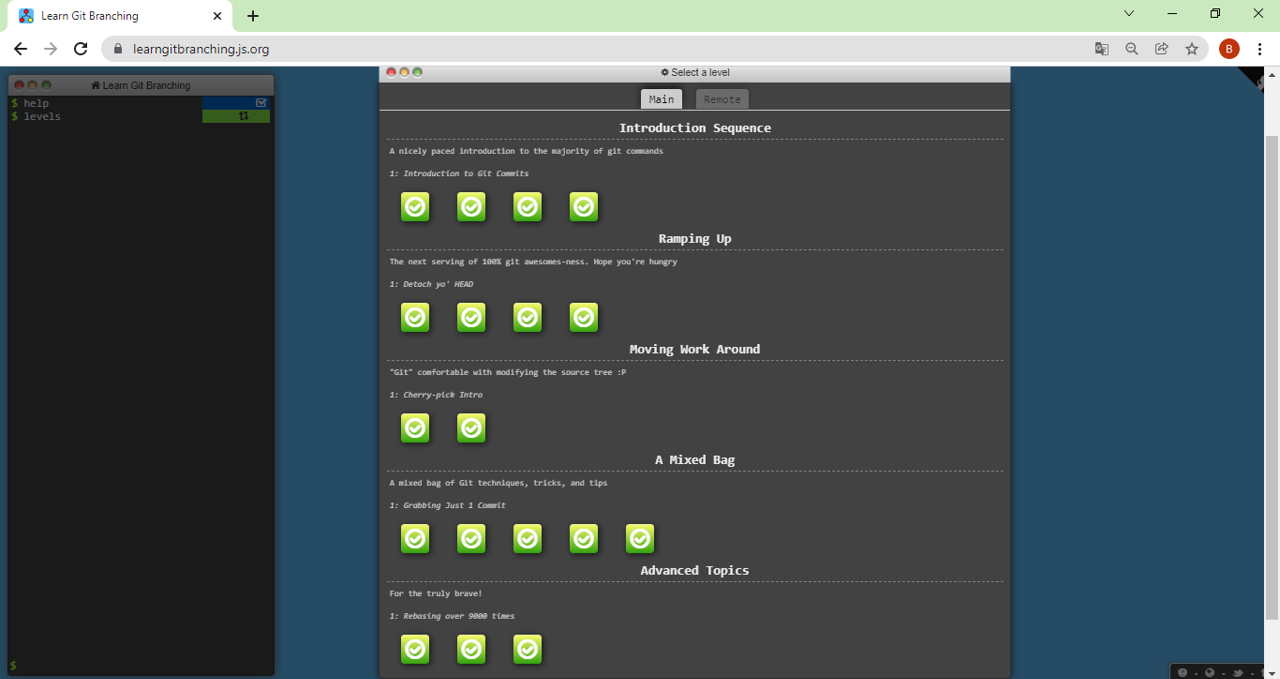 Learn Git Branching
learngitbranching.js.org
B
Learn Git Branching
$ help
$ levels
$
Select a level
Main Remote
Introduction Sequence
A nicely paced introduction to the majority of git commands
1: Introduction to Git Commits
Ramping Up
The next serving of 100% git awesomes-ness. Hope you're hungry
1: Detach yo' HEAD
Moving Work Around
"Git" comfortable with modifying the source tree :P
1: Cherry-pick Intro
A Mixed Bag
A mixed bag of Git techniques, tricks, and tips
1: Grabbing Just 1 Commit
Advanced Topics
For the truly brave!
1: Rebasing over 9000 times